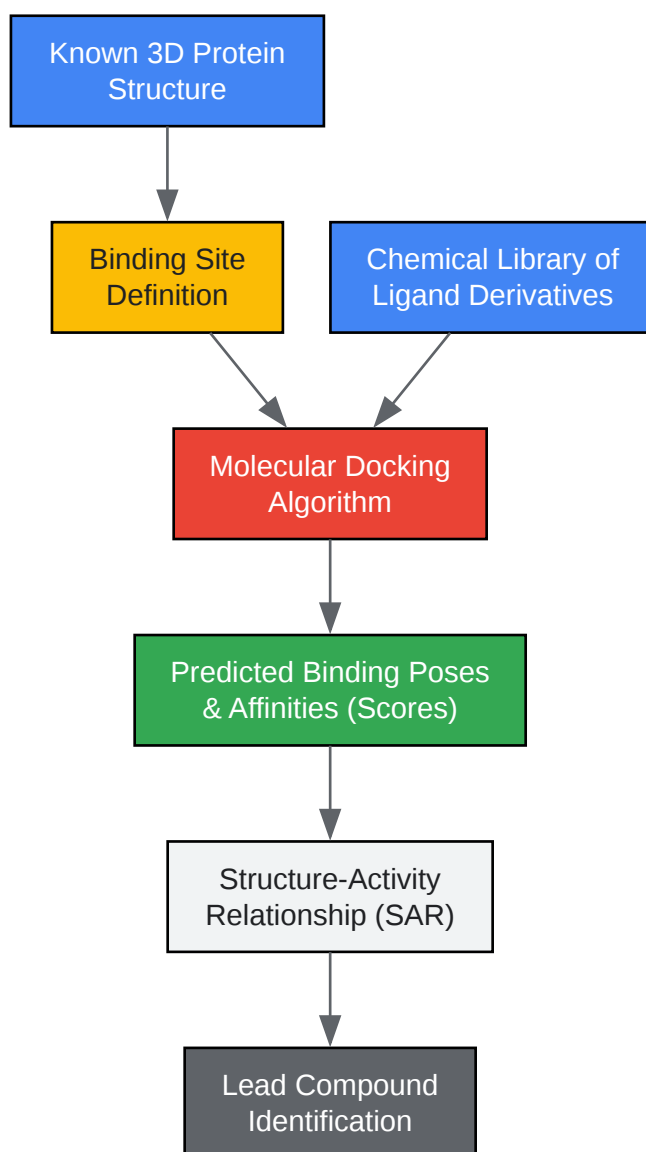 Known 3D Protein
Structure
Binding Site
Definition
Chemical Library of
Ligand Derivatives
Molecular Docking
Algorithm
Predicted Binding Poses
& Affinities (Scores)
Structure-Activity
Relationship (SAR)
Lead Compound
Identification